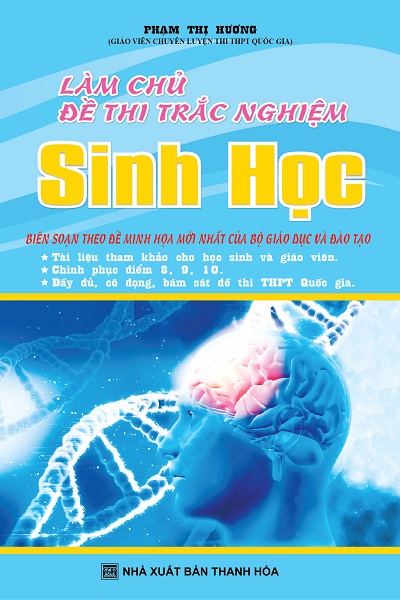 PHẠM THỊ HƯƠNG
(GIÁO VIÊN CHUYÊN LUYỆN THI THPT QUỐC GIA)
LÀM CHỦ
ĐỀ THI TRẮC NGHIỆM
Sinh Học
BIÊN SOẠN THEO ĐỀ MINH HỌA MỚI NHẤT CỦA BỘ GIÁO DỤC VÀ ĐÀO TẠO
★ Tài liệu tham khảo cho học sinh và giáo viên.
★ Chinh phục điểm 8, 9, 10.
★ Đầy đủ, cô đọng, bám sát đề thi THPT Quốc gia.
NHÀ XUẤT BẢN THANH HÓA